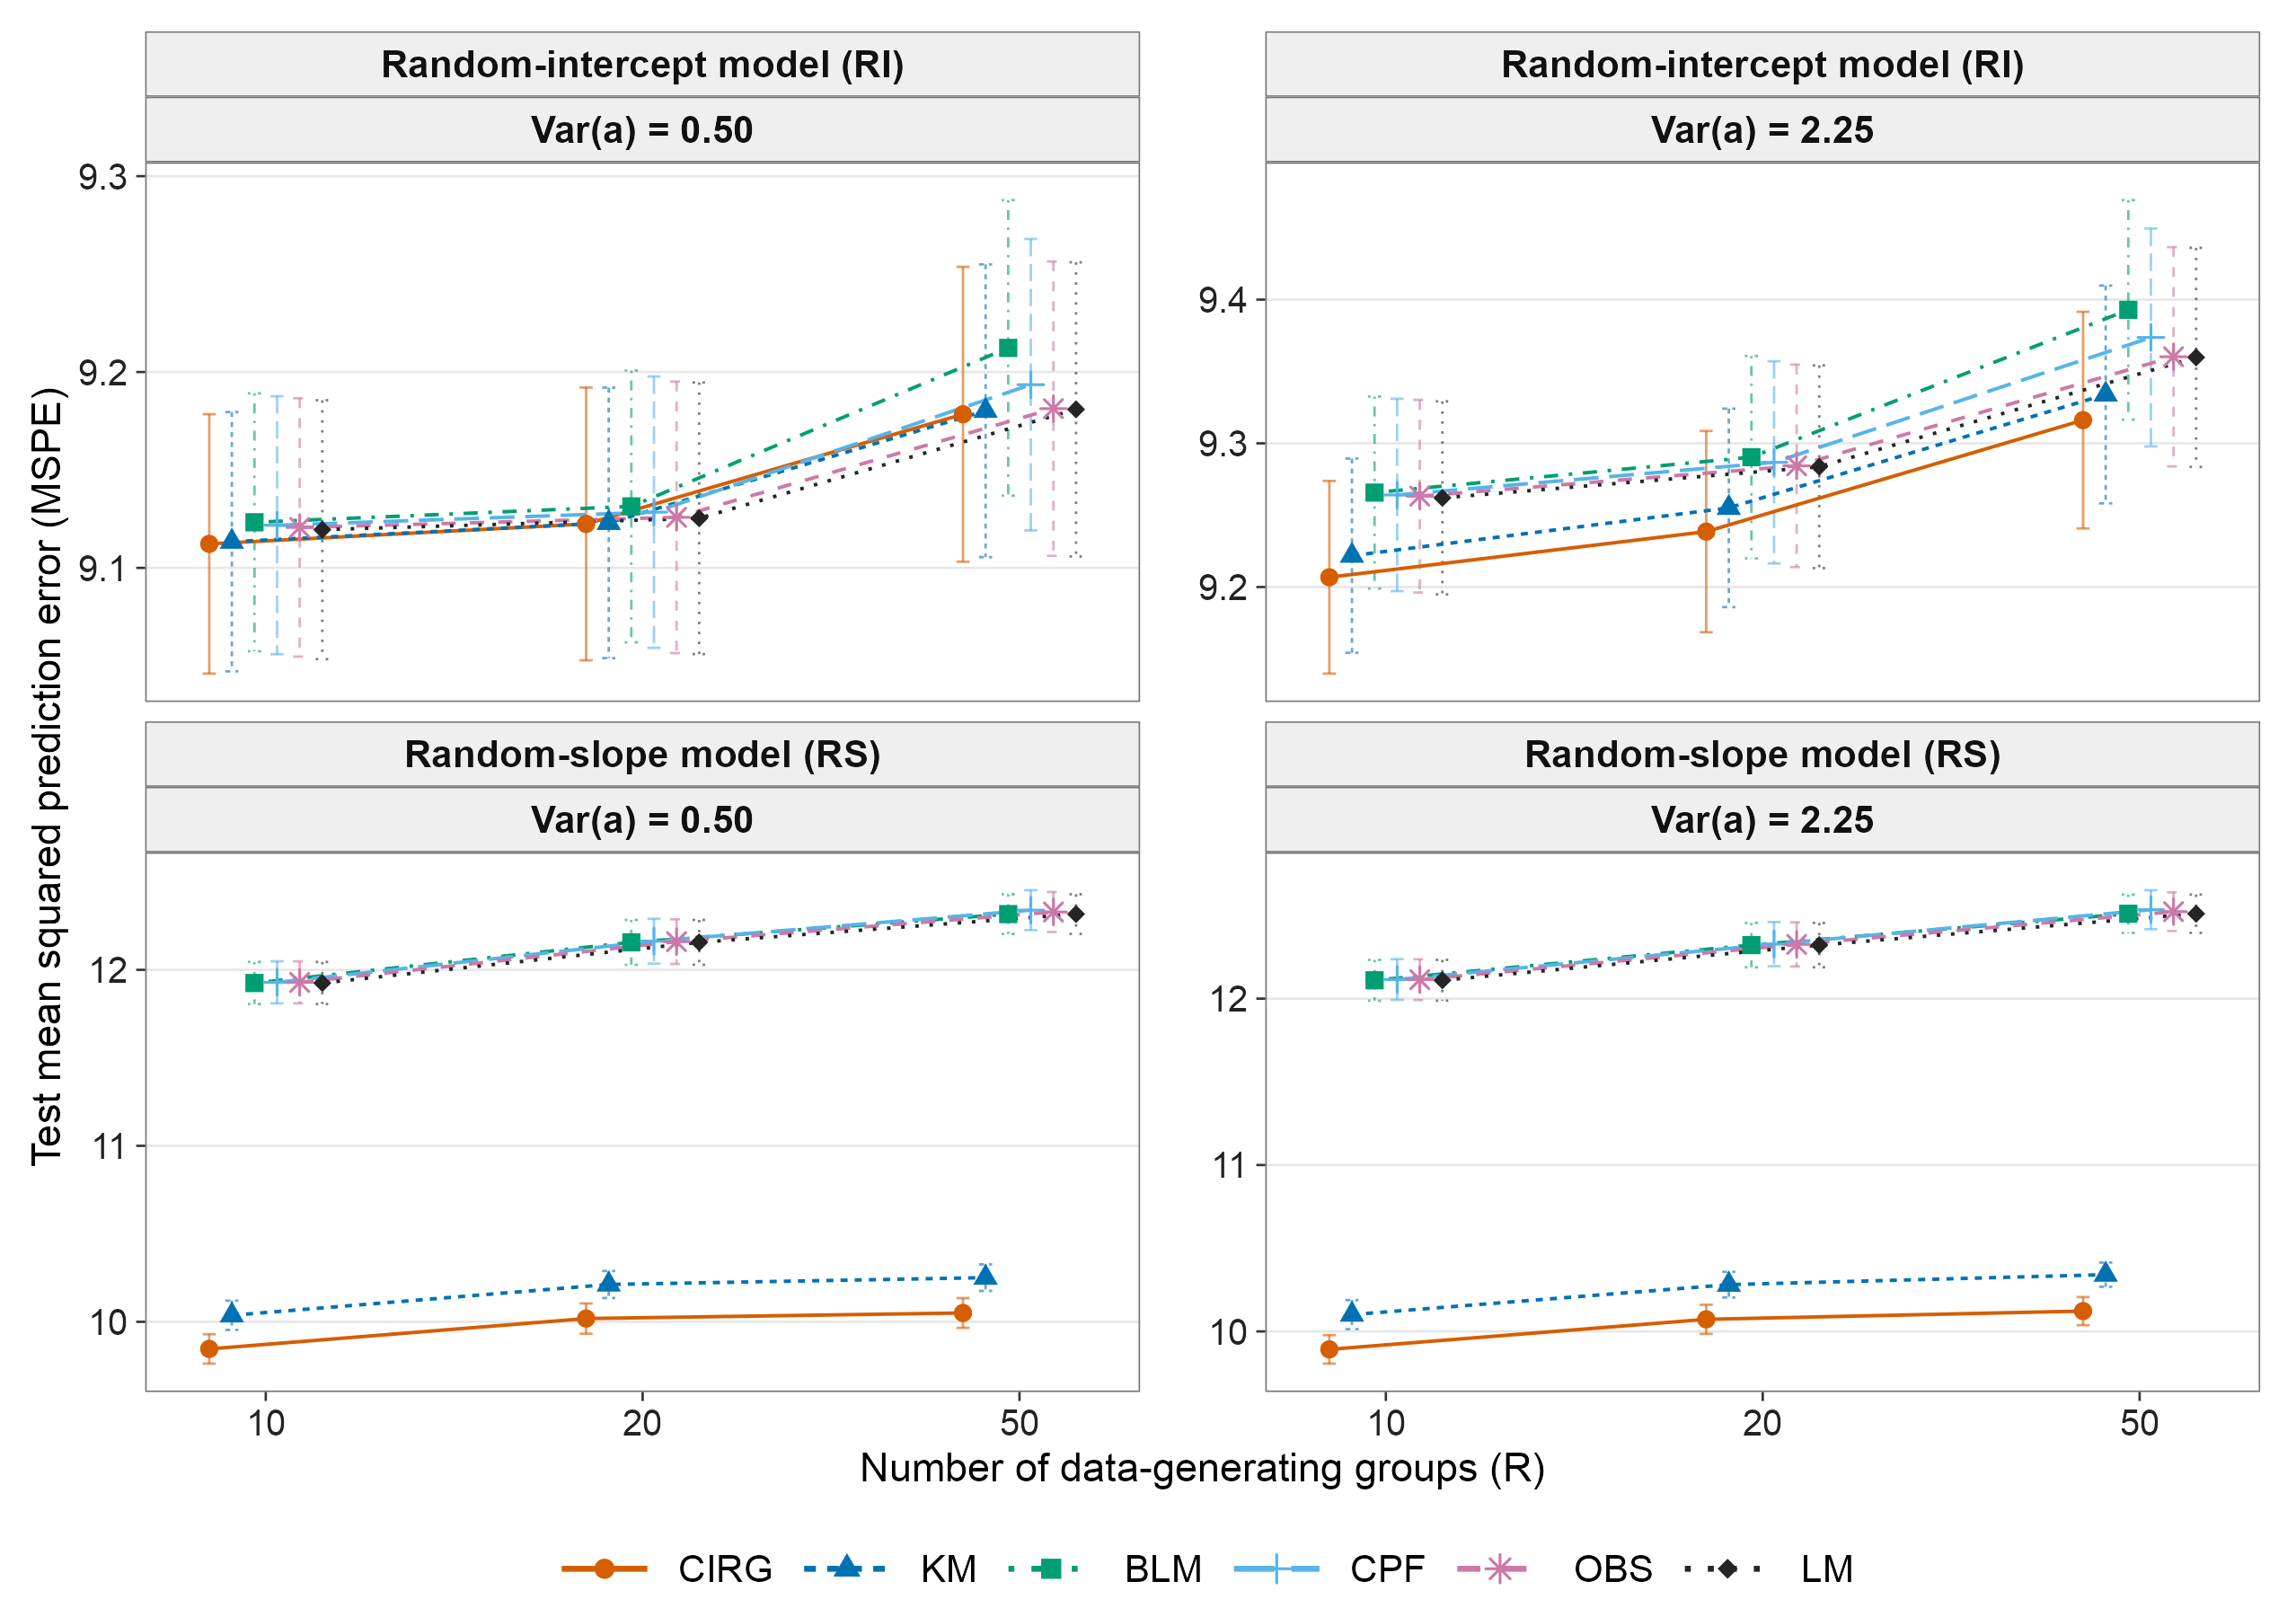 Random-intercept model (RI)
Var(a) = 0.50
Random-intercept model (RI)
Var(a) = 2.25
9.3
9.2
9.1
9.4
9.3
9.2
Random-slope model (RS)
Var(a) = 0.50
Random-slope model (RS)
Var(a) = 2.25
12
11
10
12
11
10
10
20
50
10
20
50
Test mean squared prediction error (MSPE)
Number of data-generating groups (R)
CIRG
KM
BLM
CPF
OBS
LM